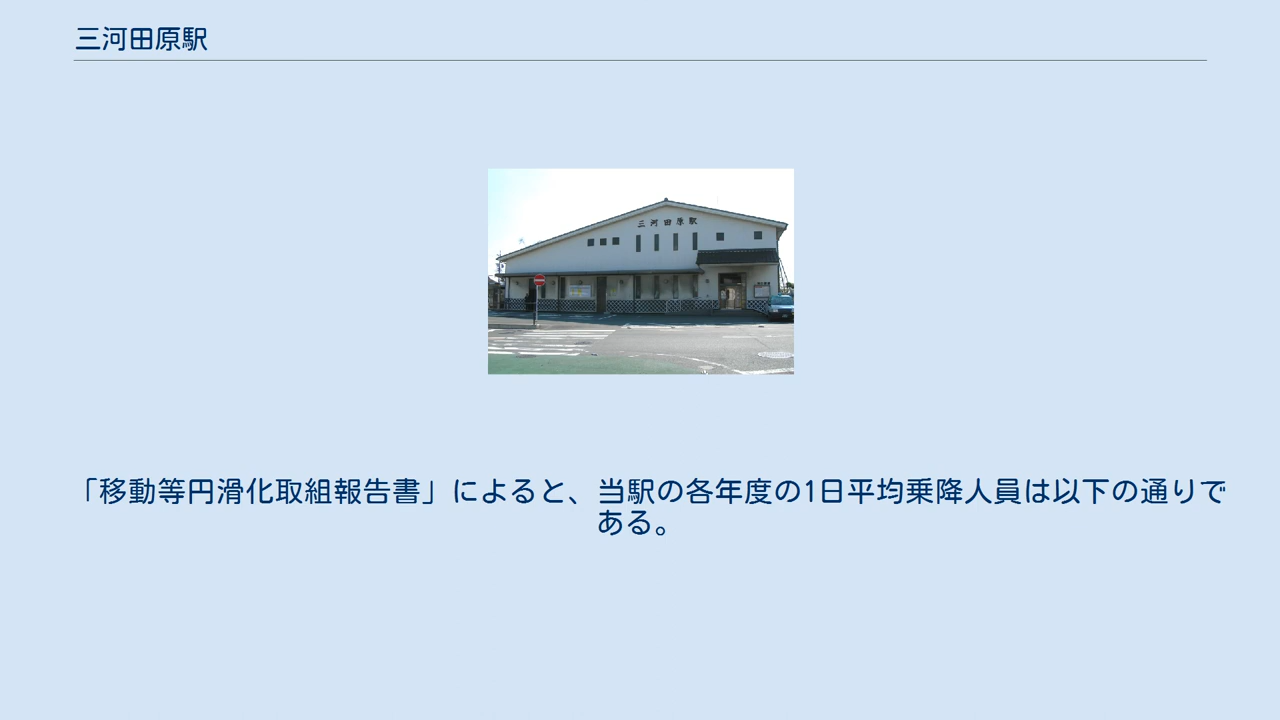 三河田原駅
三河田原駅
「移動等円滑化取組報告書」によると、当駅の各年度の1日平均乗降人員は以下の通りで
ある。